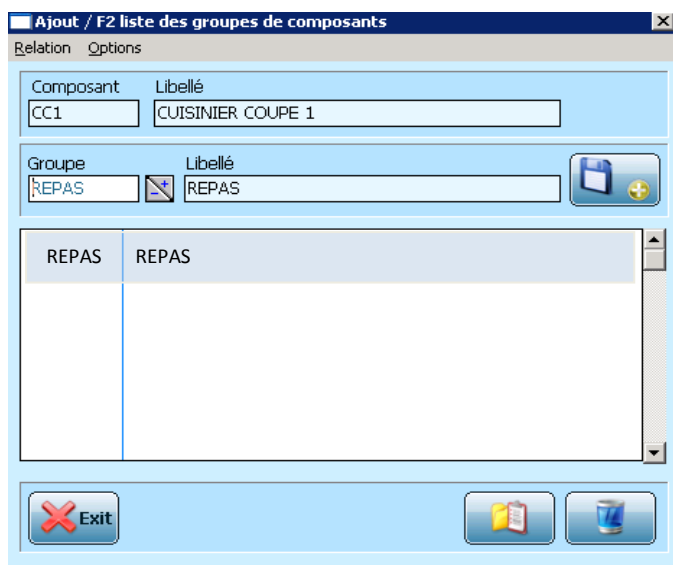 Ajout / F2 liste des groupes de composants
Relation Options
Composant Libellé
CC1 CUISINIER COUPE 1
Groupe Libellé
REPAS REPAS
REPAS REPAS
Exit